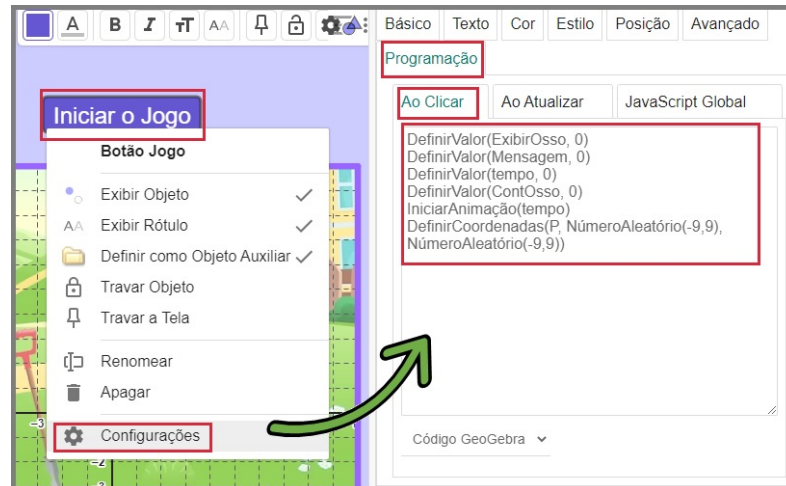 A B I TT AA
Básico Texto Cor Estilo Posição Avançado
Programação
Iniciar o Jogo
Botão Jogo
Exibir Objeto
AA Exibir Rótulo
Definir como Objeto Auxiliar
Travar Objeto
Travar a Tela
Renomear
Apagar
Configurações
-3
-2
Ao Clicar Ao Atualizar JavaScript Global
DefinirValor(ExibirOsso, 0)
DefinirValor(Mensagem, 0)
DefinirValor(tempo, 0)
DefinirValor(ContOsso, 0)
IniciarAnimação(tempo)
DefinirCoordenadas(P, NúmeroAleatório(-9,9),
NúmeroAleatório(-9,9))
Código GeoGebra